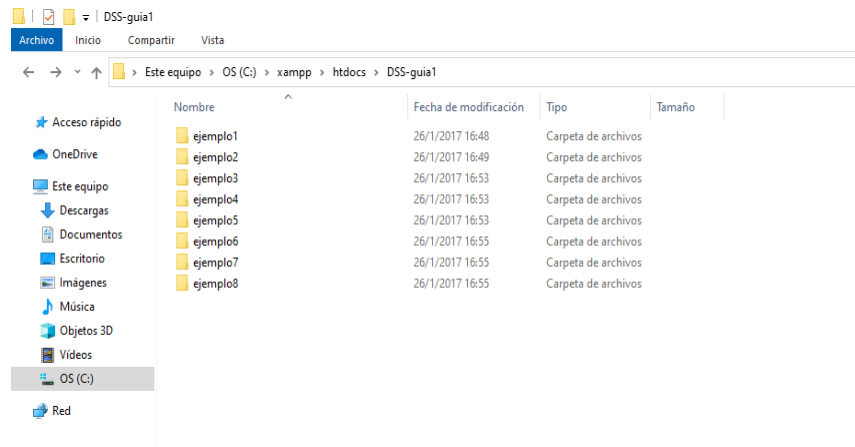 DSS-guia1
Archivo Inicio Compartir Vista
Este equipo > OS (C:) > xampp > htdocs > DSS-guia1
Nombre Fecha de modificación Tipo Tamaño
Acceso rápido
OneDrive
Este equipo
Descargas
Documentos
Escritorio
Imágenes
Música
Objetos 3D
Vídeos
OS (C:)
Red
ejemplo1 26/1/2017 16:48 Carpeta de archivos
ejemplo2 26/1/2017 16:49 Carpeta de archivos
ejemplo3 26/1/2017 16:53 Carpeta de archivos
ejemplo4 26/1/2017 16:53 Carpeta de archivos
ejemplo5 26/1/2017 16:53 Carpeta de archivos
ejemplo6 26/1/2017 16:55 Carpeta de archivos
ejemplo7 26/1/2017 16:55 Carpeta de archivos
ejemplo8 26/1/2017 16:55 Carpeta de archivos